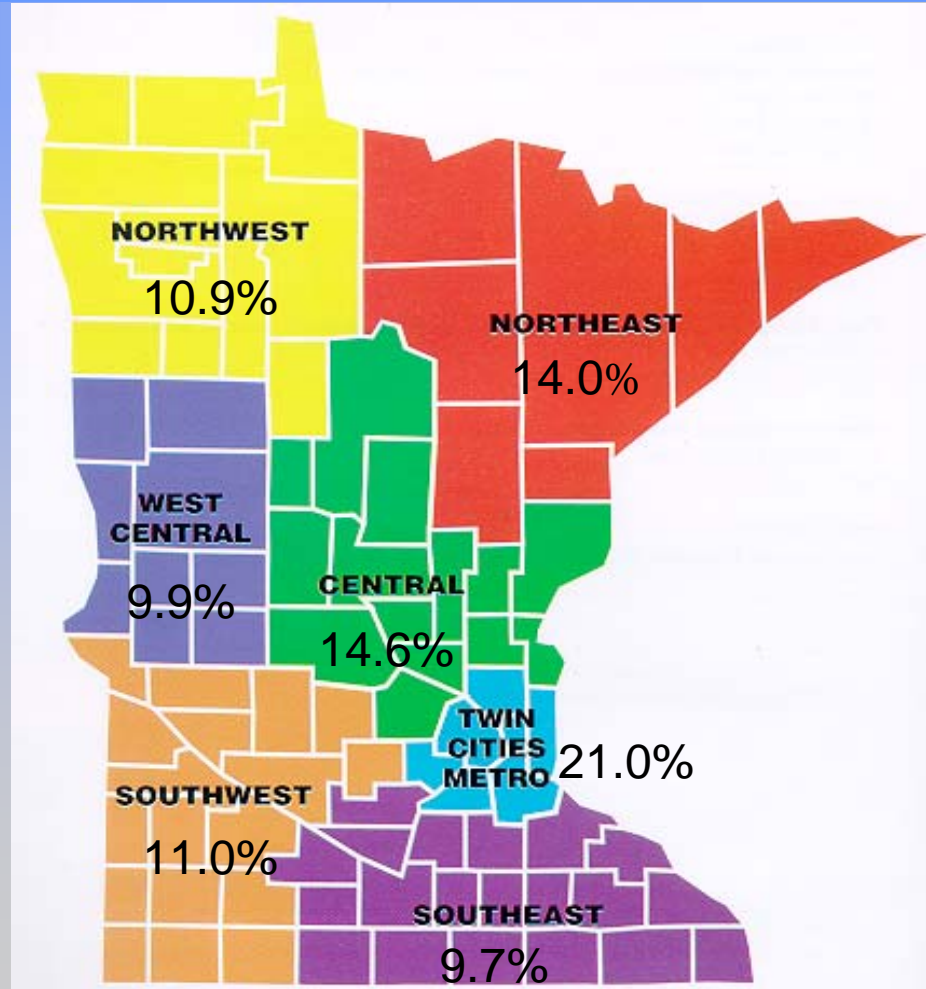 NORTHWEST
10.9%
NORTHEAST
14.0%
WEST
CENTRAL
9.9%
CENTRAL
14.6%
TWIN
CITIES
METRO
21.0%
SOUTHWEST
11.0%
SOUTHEAST
9.7%